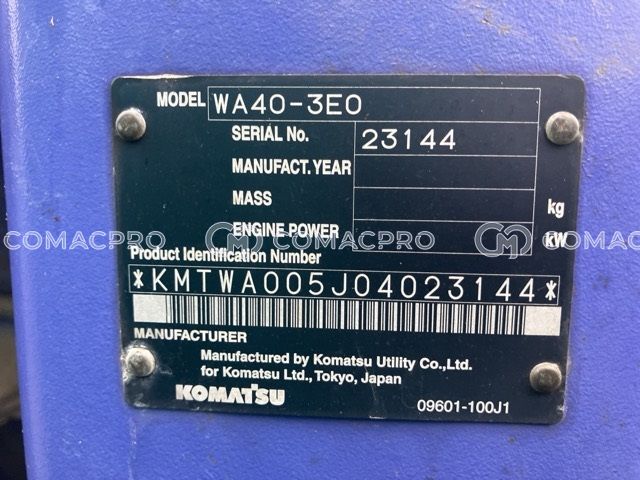 MODEL WA40-3E0
SERIAL No. 23144
MANUFACT. YEAR
MASS kg
ENGINE POWER kW
COMACPRO COMACPRO COMACPRO
Product Identification Number
*KMTWA005J04023144*
MANUFACTURER
Manufactured by Komatsu Utility Co.,Ltd.
for Komatsu Ltd., Tokyo, Japan
KOMATSU 09601-100J1